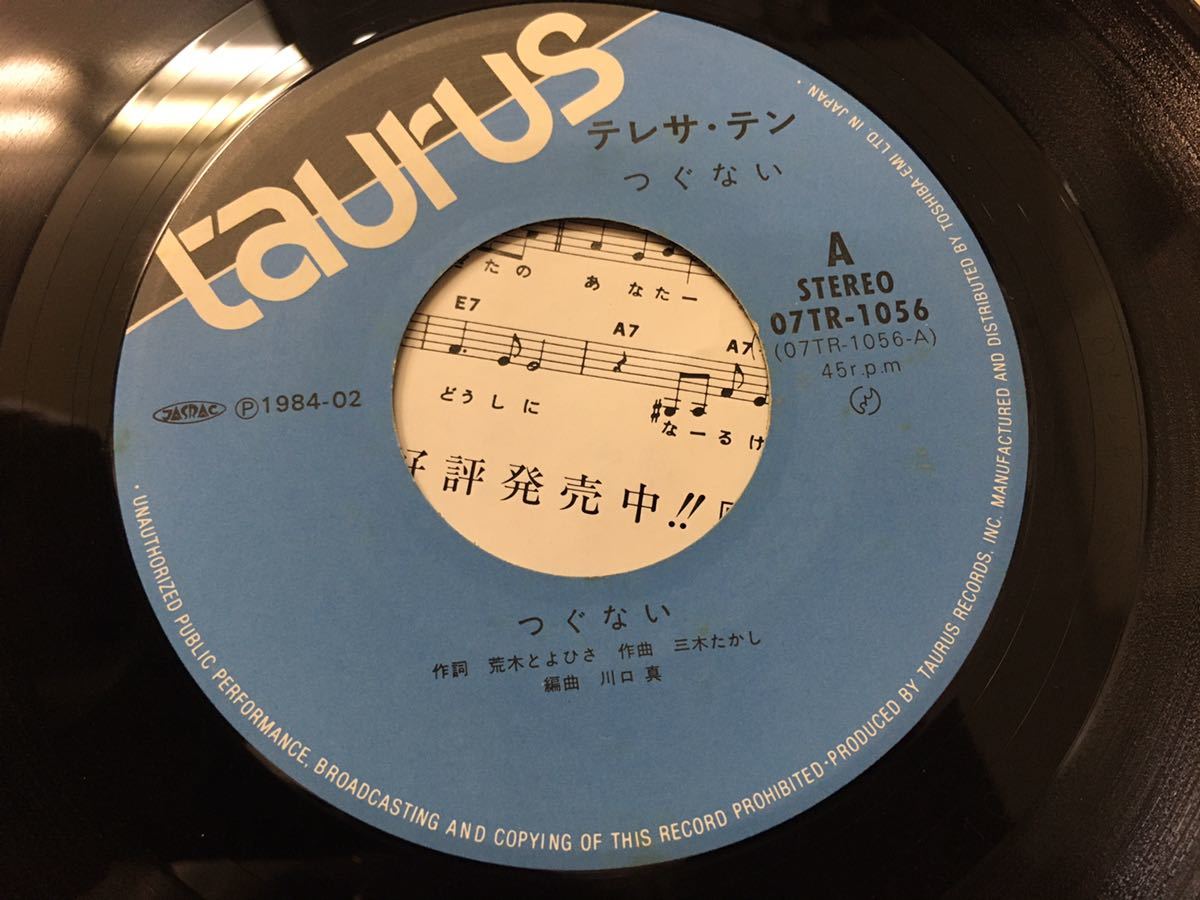 taurus
テレサ・テン
つぐない
A
STEREO
07TR-1056
(07TR-1056-A)
45r.p.m
JASRAC
Ⓟ1984-02
きたの あなたー
E7 A7 A7
どうしに なーるけ
好評発売中!!
つぐない
作詞 荒木とよひさ 作曲 三木たかし
編曲 川口 真
・UNAUTHORIZED PUBLIC PERFORMANCE, BROADCASTING AND COPYING OF THIS RECORD PROHIBITED・PRODUCED BY TAURUS RECORDS, INC. MANUFACTURED AND DISTRIBUTED BY TOSHIBA-EMI LTD. IN JAPAN.・